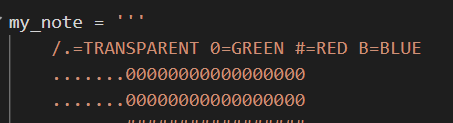 my_note = '''
/.=TRANSPARENT 0=GREEN #=RED B=BLUE
.......00000000000000000
.......00000000000000000